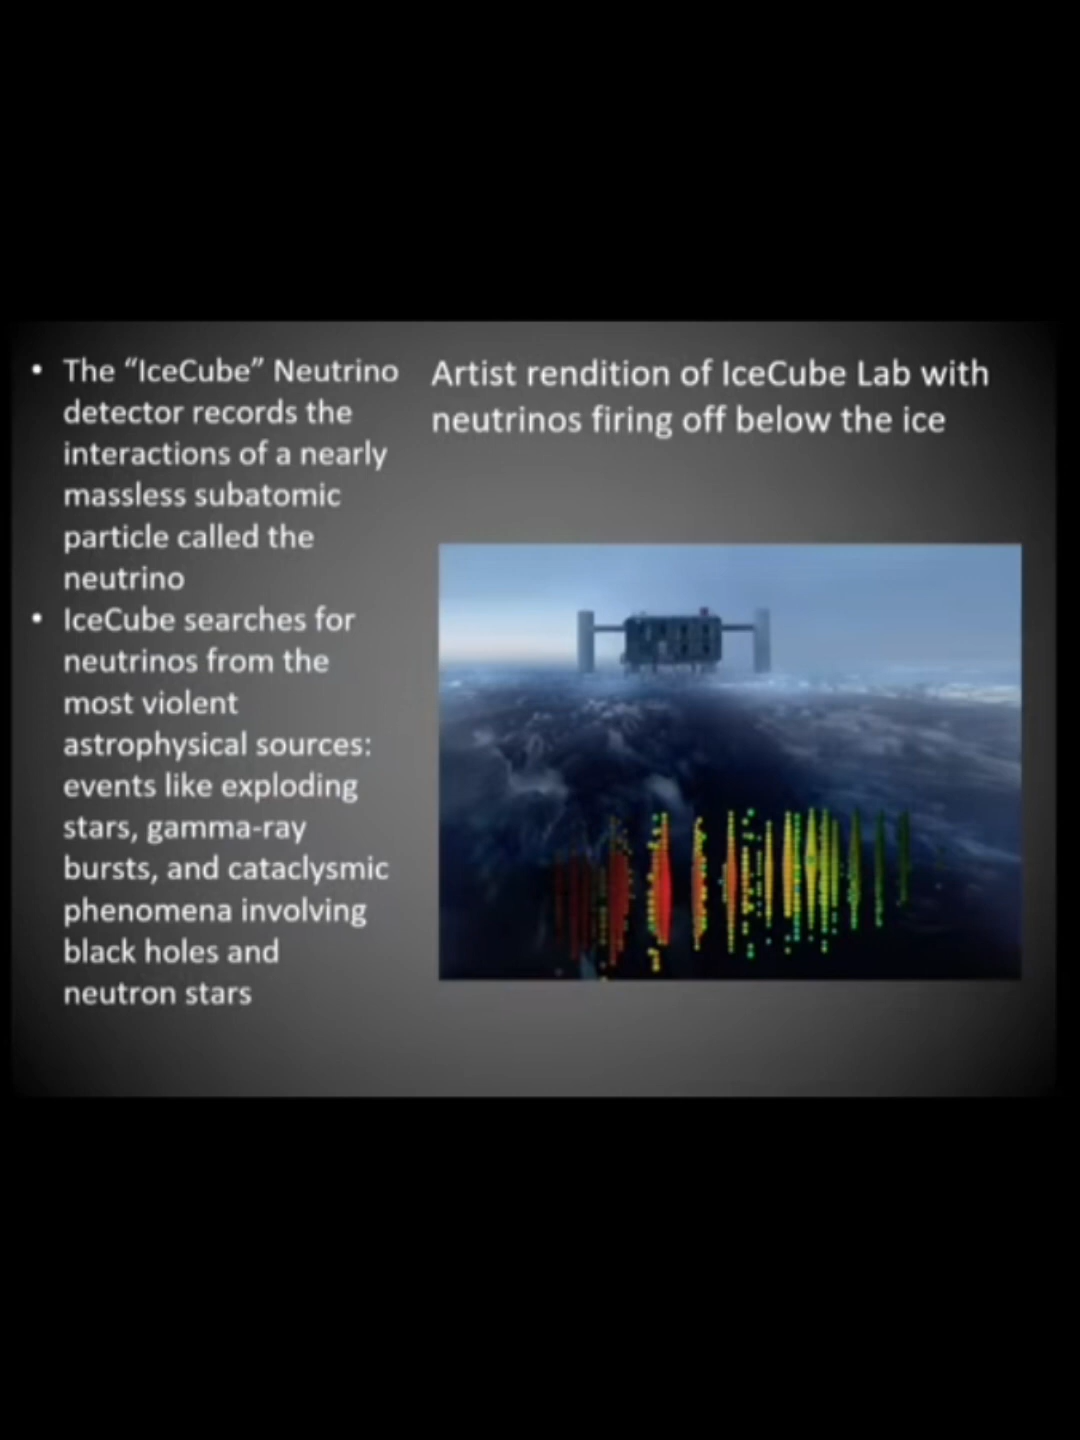 • The “IceCube” Neutrino
detector records the
interactions of a nearly
massless subatomic
particle called the
neutrino
• IceCube searches for
neutrinos from the
most violent
astrophysical sources:
events like exploding
stars, gamma-ray
bursts, and cataclysmic
phenomena involving
black holes and
neutron stars
Artist rendition of IceCube Lab with
neutrinos firing off below the ice